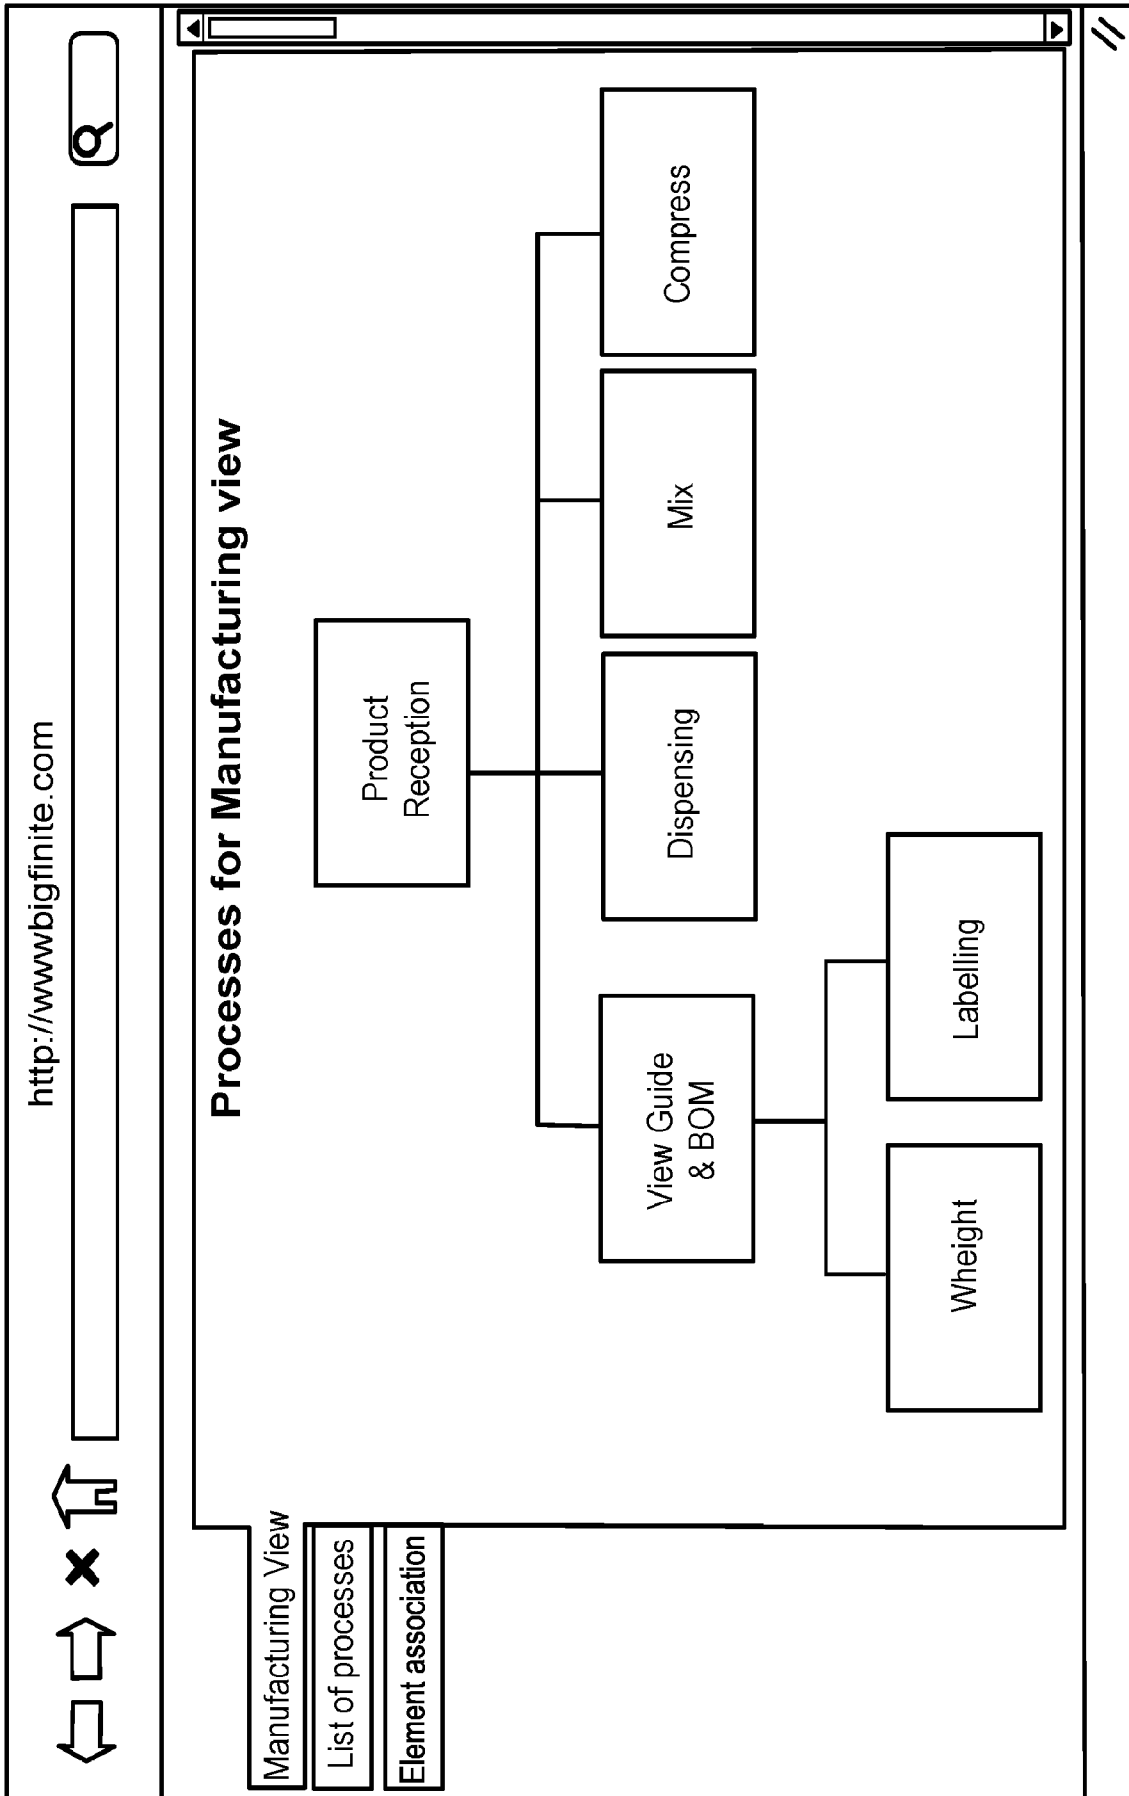 http://wwwbigfinite.com
Manufacturing View
List of processes
Element association
Processes for Manufacturing view
Product
Reception
View Guide
& BOM
Dispensing
Mix
Compress
Wheight
Labelling